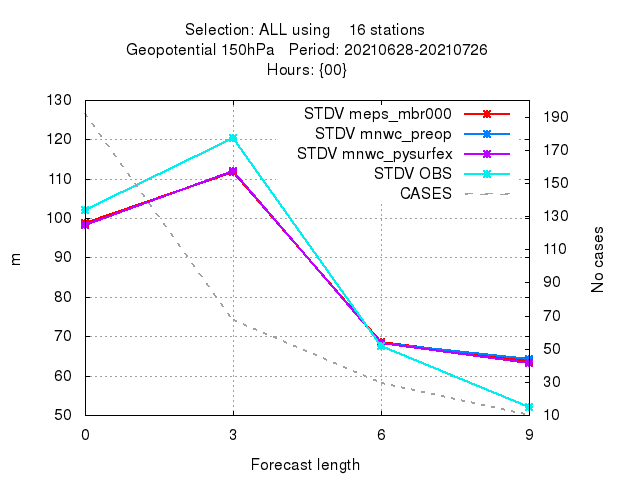 Selection: ALL using 16 stations
Geopotential 150hPa Period: 20210628-20210726
Hours: {00}
STDV meps_mbr000
STDV mnwc_preop
STDV mnwc_pysurfex
STDV OBS
CASES
130
120
110
100
90
80
70
60
50
m
190
170
150
130
110
90
70
50
30
10
No cases
0 3 6 9
Forecast length